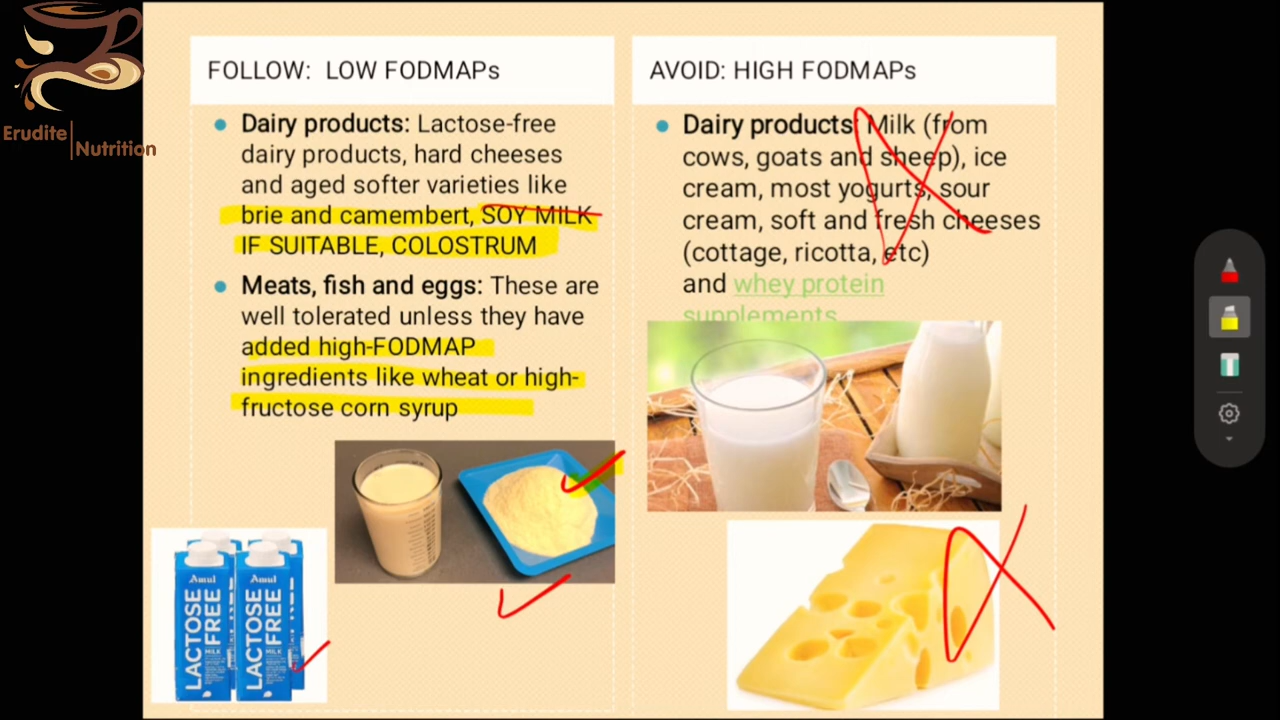 Erudite
Nutrition
FOLLOW: LOW FODMAPs
Dairy products: Lactose-free
dairy products, hard cheeses
and aged softer varieties like
brie and camembert, SOY MILK
IF SUITABLE, COLOSTRUM
Meats, fish and eggs: These are
well tolerated unless they have
added high-FODMAP
ingredients like wheat or high-
fructose corn syrup
Amul
LACTOSE
FREE
MILK
Amul
LACTOSE
FREE
MILK
AVOID: HIGH FODMAPs
Dairy products: Milk (from
cows, goats and sheep), ice
cream, most yogurts, sour
cream, soft and fresh cheeses
(cottage, ricotta, etc)
and whey protein
supplements